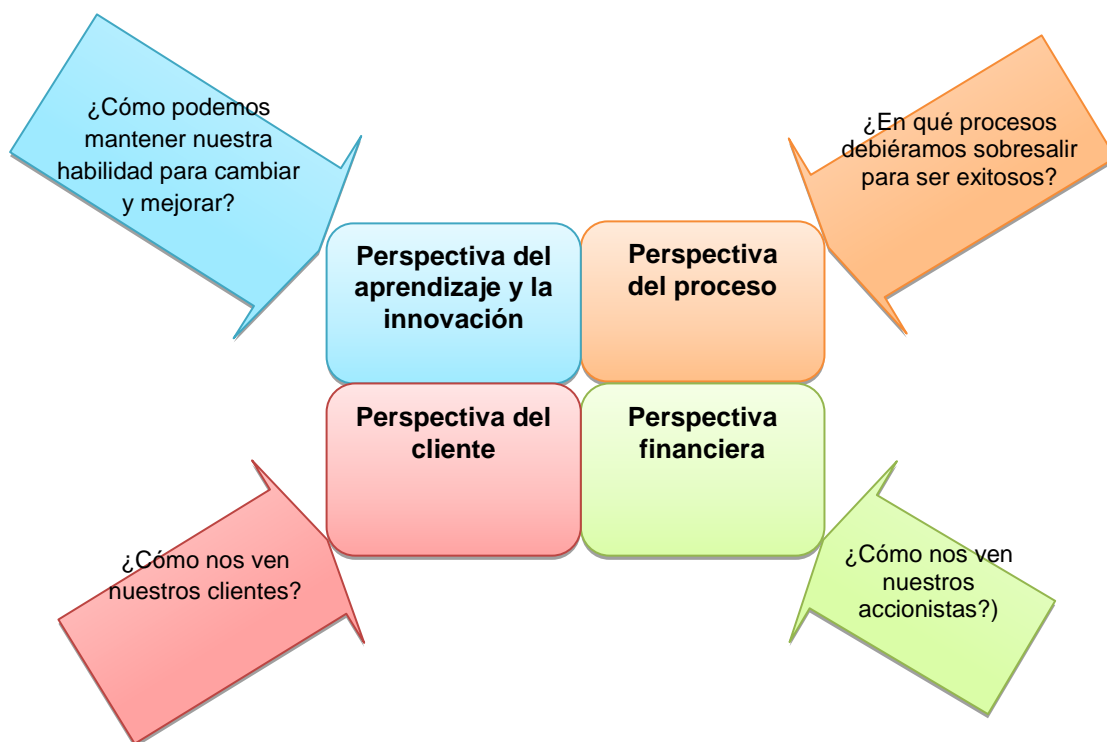 ¿Cómo podemos
mantener nuestra
habilidad para cambiar
y mejorar?
¿En qué procesos
debiéramos sobresalir
para ser exitosos?
Perspectiva del
aprendizaje y la
innovación
Perspectiva
del proceso
Perspectiva del
cliente
Perspectiva
financiera
¿Cómo nos ven
nuestros clientes?
¿Cómo nos ven
nuestros
accionistas?)